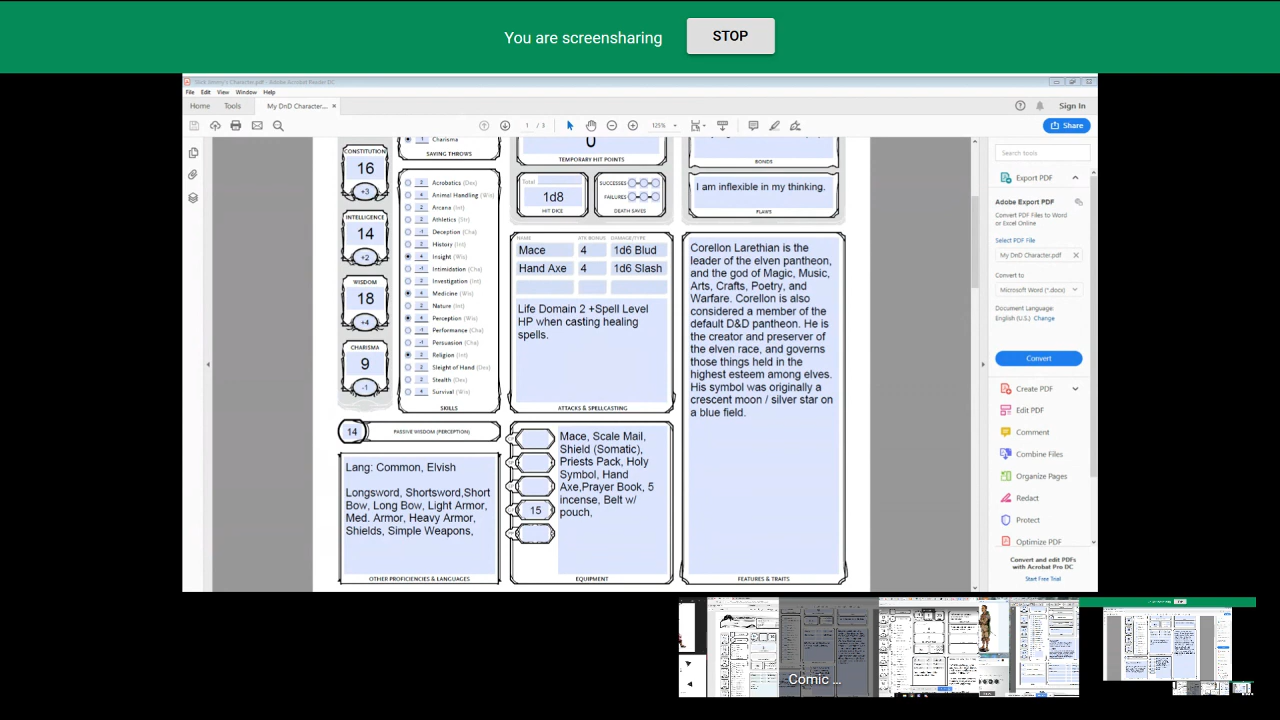 You are screensharing
STOP
File Edit View Window Help
Home Tools My DnD Character... ×
Sign In
1 / 3
125%
Share
Charisma
SAVING THROWS
CONSTITUTION
16
+3
INTELLIGENCE
14
+2
WISDOM
18
+4
CHARISMA
9
-1
Acrobatics (Dex)
Animal Handling (Wis)
Arcana (Int)
Athletics (Str)
Deception (Cha)
History (Int)
Insight (Wis)
Intimidation (Cha)
Investigation (Int)
Medicine (Wis)
Nature (Int)
Perception (Wis)
Performance (Cha)
Persuasion (Cha)
Religion (Int)
Sleight of Hand (Dex)
Stealth (Dex)
Survival (Wis)
SKILLS
14 PASSIVE WISDOM (PERCEPTION)
Lang: Common, Elvish
Longsword, Shortsword,Short
Bow, Long Bow, Light Armor,
Med. Armor, Heavy Armor,
Shields, Simple Weapons,
OTHER PROFICIENCIES & LANGUAGES
0
TEMPORARY HIT POINTS
Total
1d8
HIT DICE
SUCCESSES
FAILURES
DEATH SAVES
NAME ATK BONUS DAMAGE/TYPE
Mace 4 1d6 Blud
Hand Axe 4 1d6 Slash
Life Domain 2 +Spell Level
HP when casting healing
spells.
ATTACKS & SPELLCASTING
15
Mace, Scale Mail,
Shield (Somatic),
Priests Pack, Holy
Symbol, Hand
Axe,Prayer Book, 5
incense, Belt w/
pouch,
EQUIPMENT
BONDS
I am inflexible in my thinking.
FLAWS
Corellon Larethian is the
leader of the elven pantheon,
and the god of Magic, Music,
Arts, Crafts, Poetry, and
Warfare. Corellon is also
considered a member of the
default D&D pantheon. He is
the creator and preserver of
the elven race, and governs
those things held in the
highest esteem among elves.
His symbol was originally a
crescent moon / silver star on
a blue field.
FEATURES & TRAITS
Search tools
Export PDF
Adobe Export PDF
Convert PDF Files to Word
or Excel Online
Select PDF File
My DnD Character.pdf ×
Convert to
Microsoft Word (*.docx)
Document Language:
English (U.S.) Change
Convert
Create PDF
Edit PDF
Comment
Combine Files
Organize Pages
Redact
Protect
Optimize PDF
Convert and edit PDFs
with Acrobat Pro DC
Start Free Trial
Comic ...